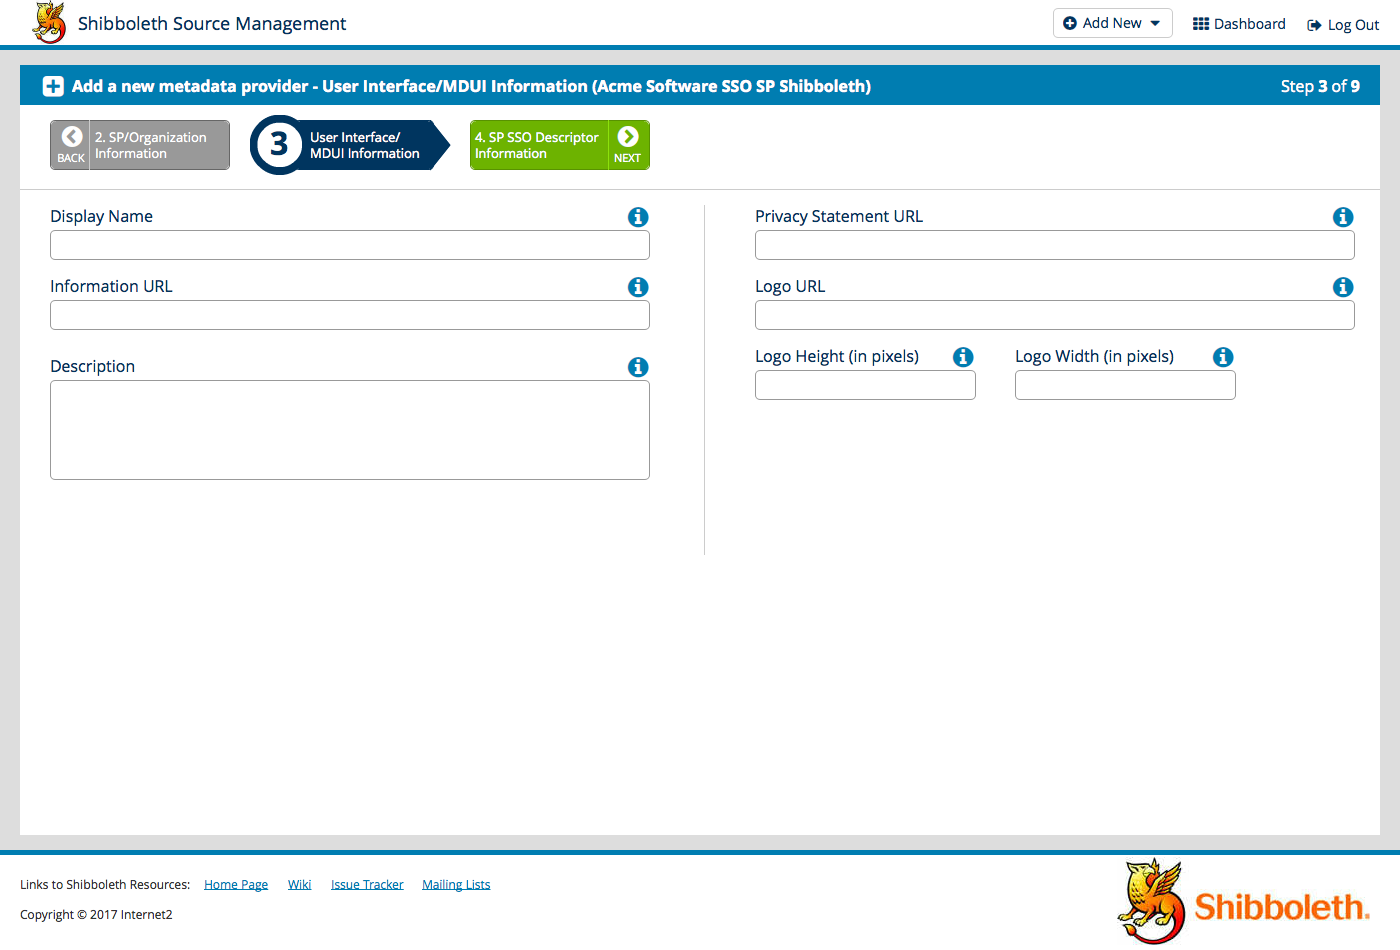 Shibboleth Source Management
Add New
Dashboard
Log Out
Add a new metadata provider - User Interface/MDUI Information (Acme Software SSO SP Shibboleth)
Step 3 of 9
BACK
2. SP/Organization
Information
3
User Interface/
MDUI Information
4. SP SSO Descriptor
Information
NEXT
Display Name
Information URL
Description
Privacy Statement URL
Logo URL
Logo Height (in pixels)
Logo Width (in pixels)
Links to Shibboleth Resources: Home Page Wiki Issue Tracker Mailing Lists
Copyright © 2017 Internet2
Shibboleth.